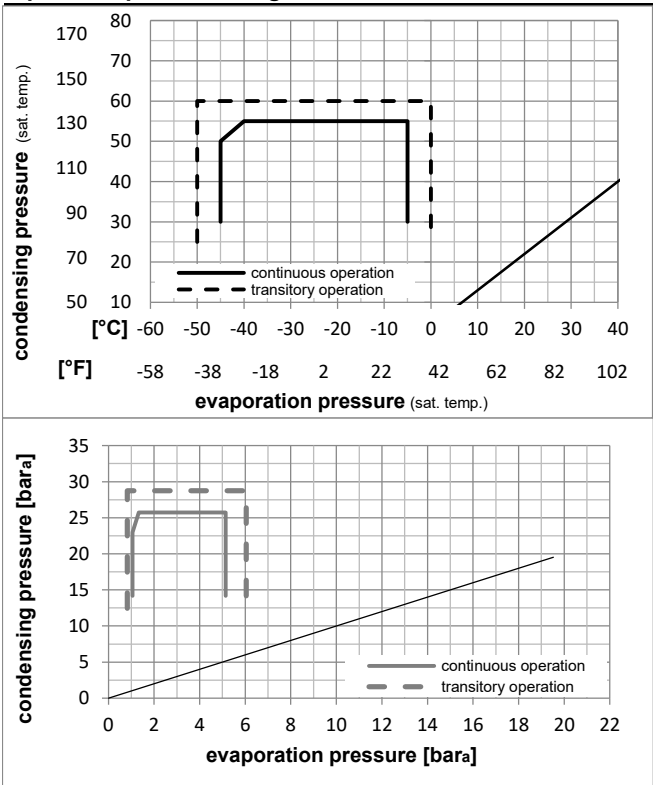 80
170
70
150
60
130
50
110
40
90
30
70
20
50
10
condensing pressure (sat. temp.)
continuous operation
transitory operation
[°C] -60 -50 -40 -30 -20 -10 0 10 20 30 40
[°F] -58 -38 -18 2 22 42 62 82 102
evaporation pressure (sat. temp.)
condensing pressure [bara]
35
30
25
20
15
10
5
0
continuous operation
transitory operation
0 2 4 6 8 10 12 14 16 18 20 22
evaporation pressure [bara]